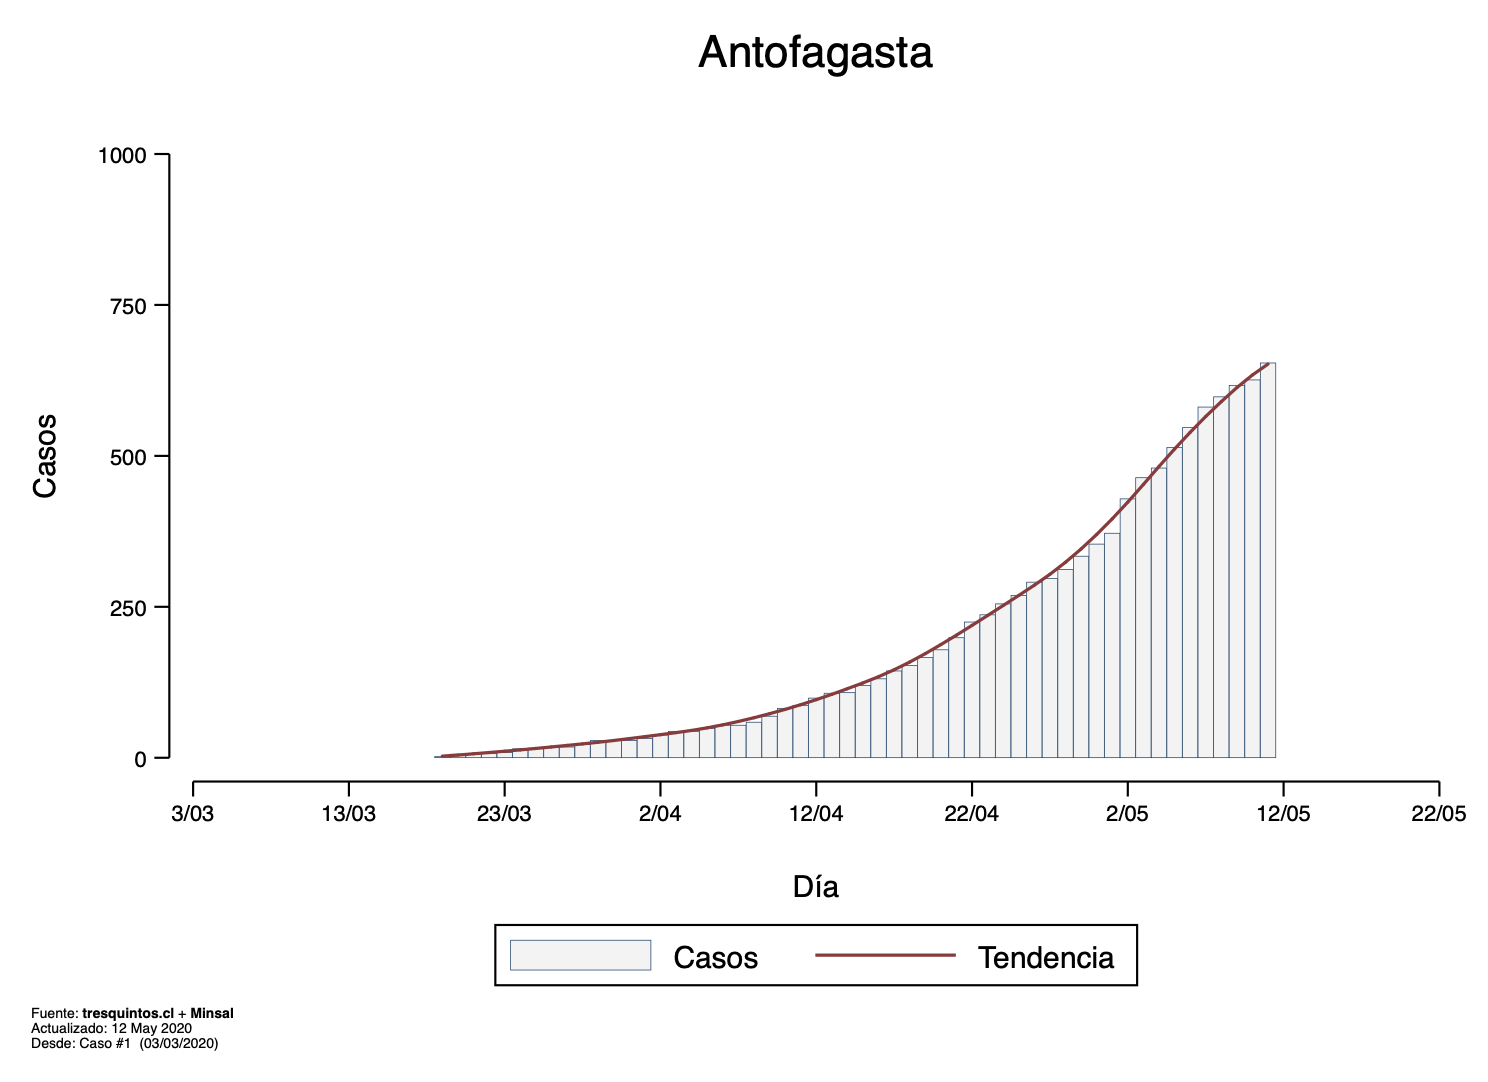 Antofagasta
1000
750
500
250
0
Casos
3/03 13/03 23/03 2/04 12/04 22/04 2/05 12/05 22/05
Día
Casos Tendencia
Fuente: tresquintos.cl + Minsal
Actualizado: 12 May 2020
Desde: Caso #1 (03/03/2020)